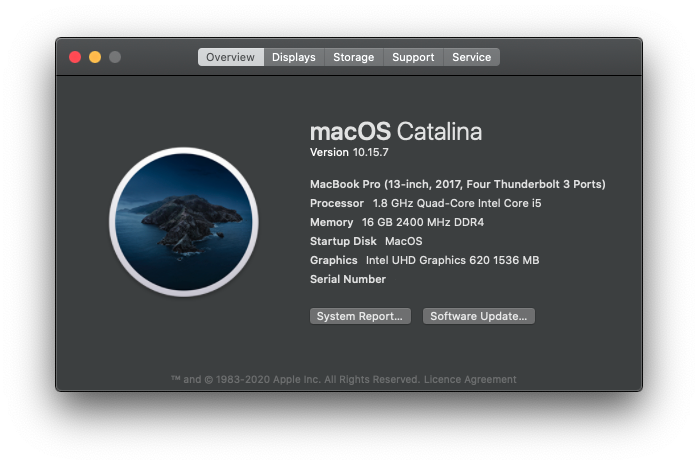 Overview Displays Storage Support Service
macOS Catalina
Version 10.15.7
MacBook Pro (13-inch, 2017, Four Thunderbolt 3 Ports)
Processor 1.8 GHz Quad-Core Intel Core i5
Memory 16 GB 2400 MHz DDR4
Startup Disk MacOS
Graphics Intel UHD Graphics 620 1536 MB
Serial Number
System Report... Software Update...
™ and © 1983-2020 Apple Inc. All Rights Reserved. Licence Agreement